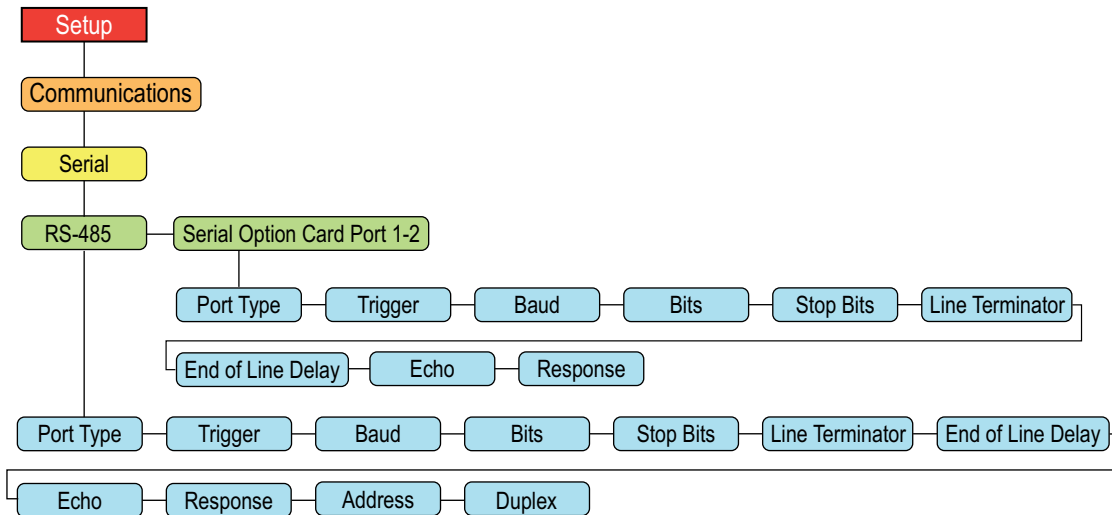 Setup
Communications
Serial
RS-485
Serial Option Card Port 1-2
Port Type
Trigger
Baud
Bits
Stop Bits
Line Terminator
End of Line Delay
Echo
Response
Port Type
Trigger
Baud
Bits
Stop Bits
Line Terminator
End of Line Delay
Echo
Response
Address
Duplex